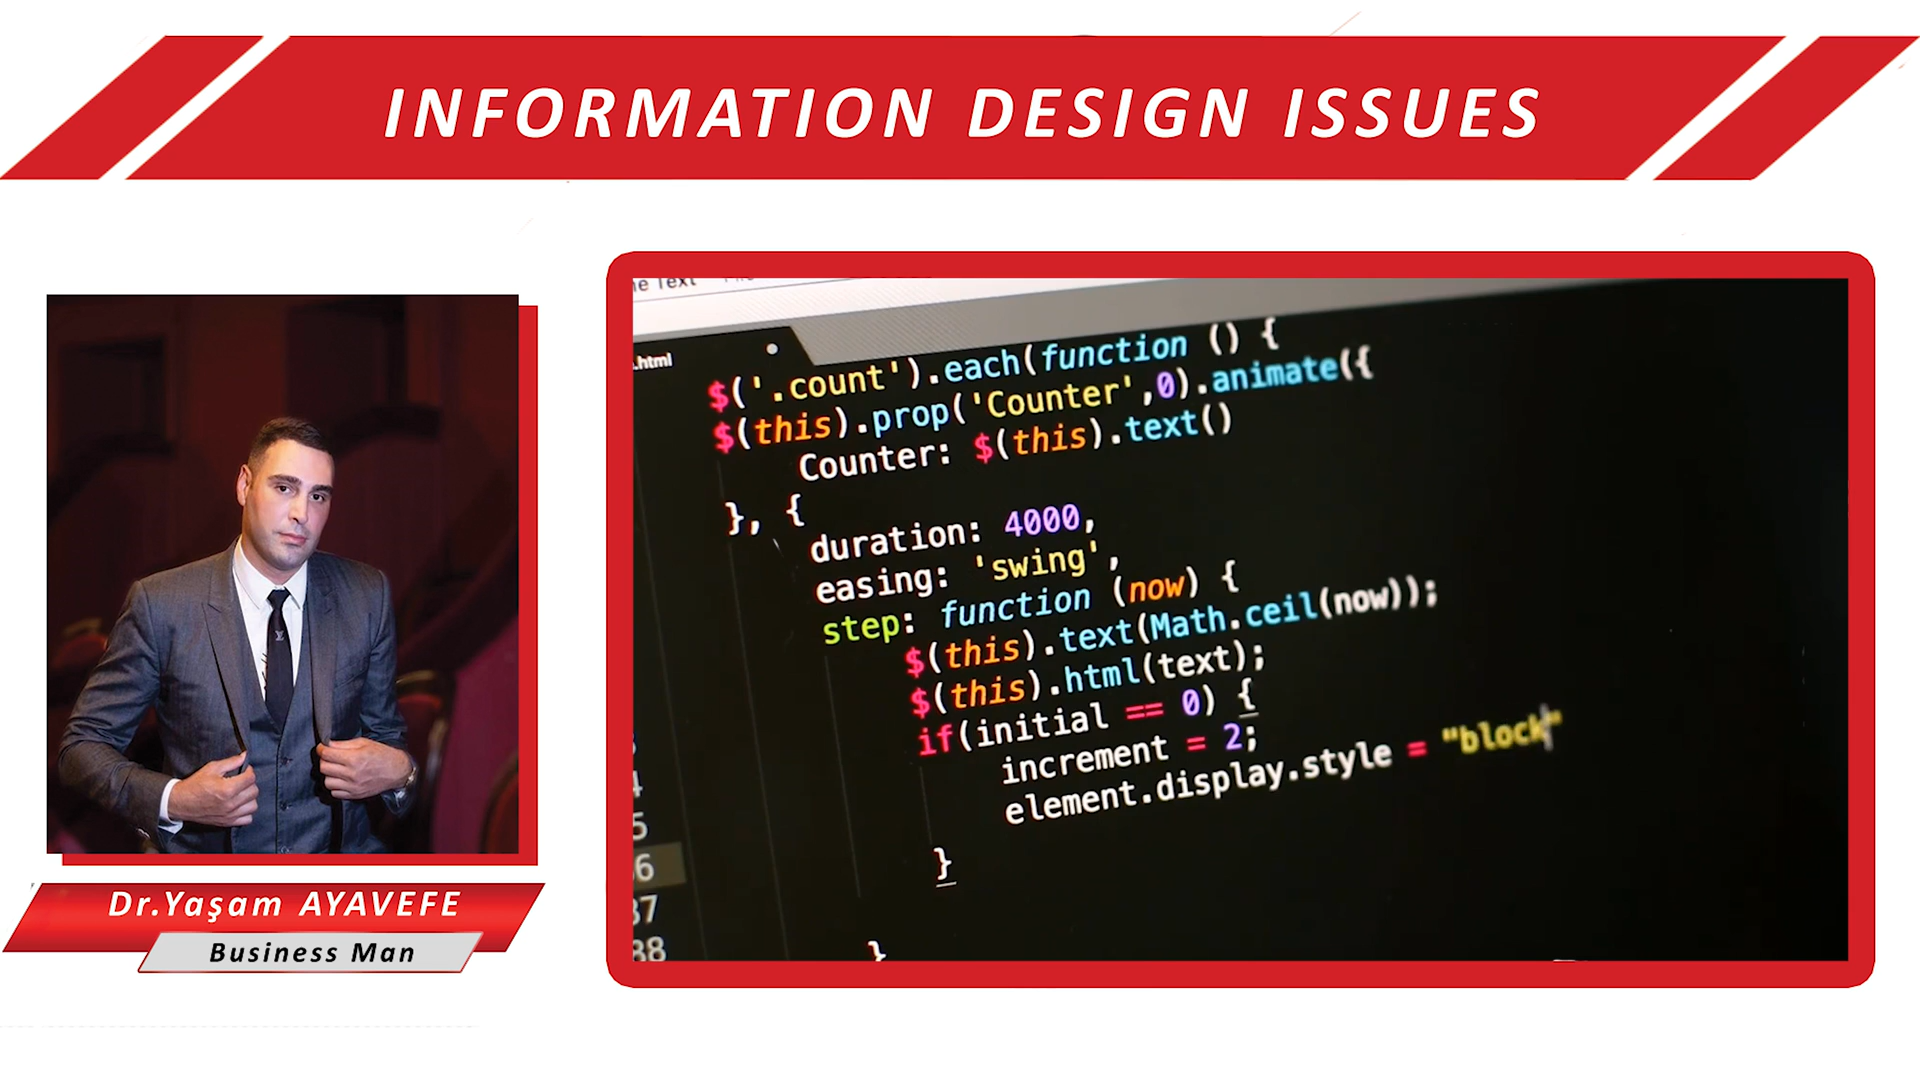 INFORMATION DESIGN ISSUES
Dr.Yaşam AYAVEFE
Business Man
Text
.html
$('.count').each(function () {
$(this).prop('Counter',0).animate({
Counter: $(this).text()
}, {
duration: 4000,
easing: 'swing',
step: function (now) {
$(this).text(Math.ceil(now));
$(this).html(text);
if(initial == 0) {
increment = 2;
element.display.style = "block"
}
}